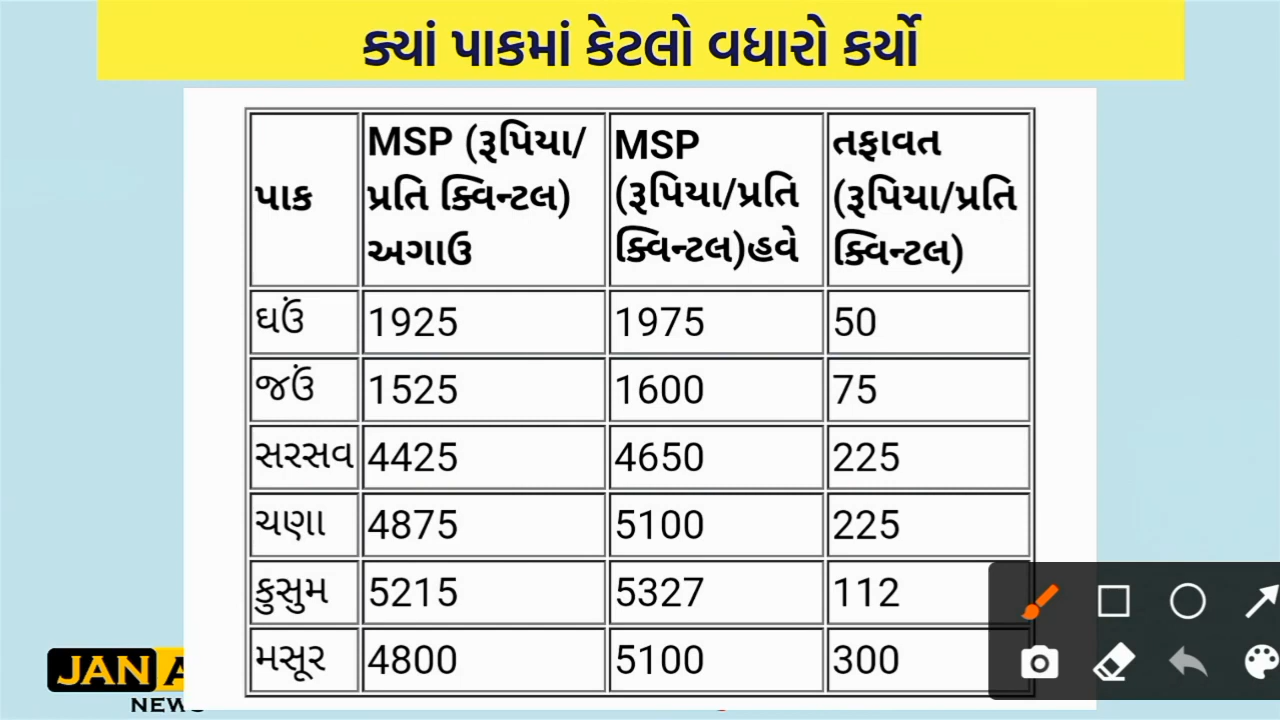 ક્યાં પાકમાં કેટલો વધારો કર્યો
પાક
MSP (રૂપિયા/
પ્રતિ ક્વિન્ટલ)
અગાઉ
MSP
(રૂપિયા/પ્રતિ
ક્વિન્ટલ)હવે
તફાવત
(રૂપિયા/પ્રતિ
ક્વિન્ટલ)
ઘઉં 1925 1975 50
જઉં 1525 1600 75
સરસવ 4425 4650 225
ચણા 4875 5100 225
કુસુમ 5215 5327 112
મસૂર 4800 5100 300
JAN
NEWS